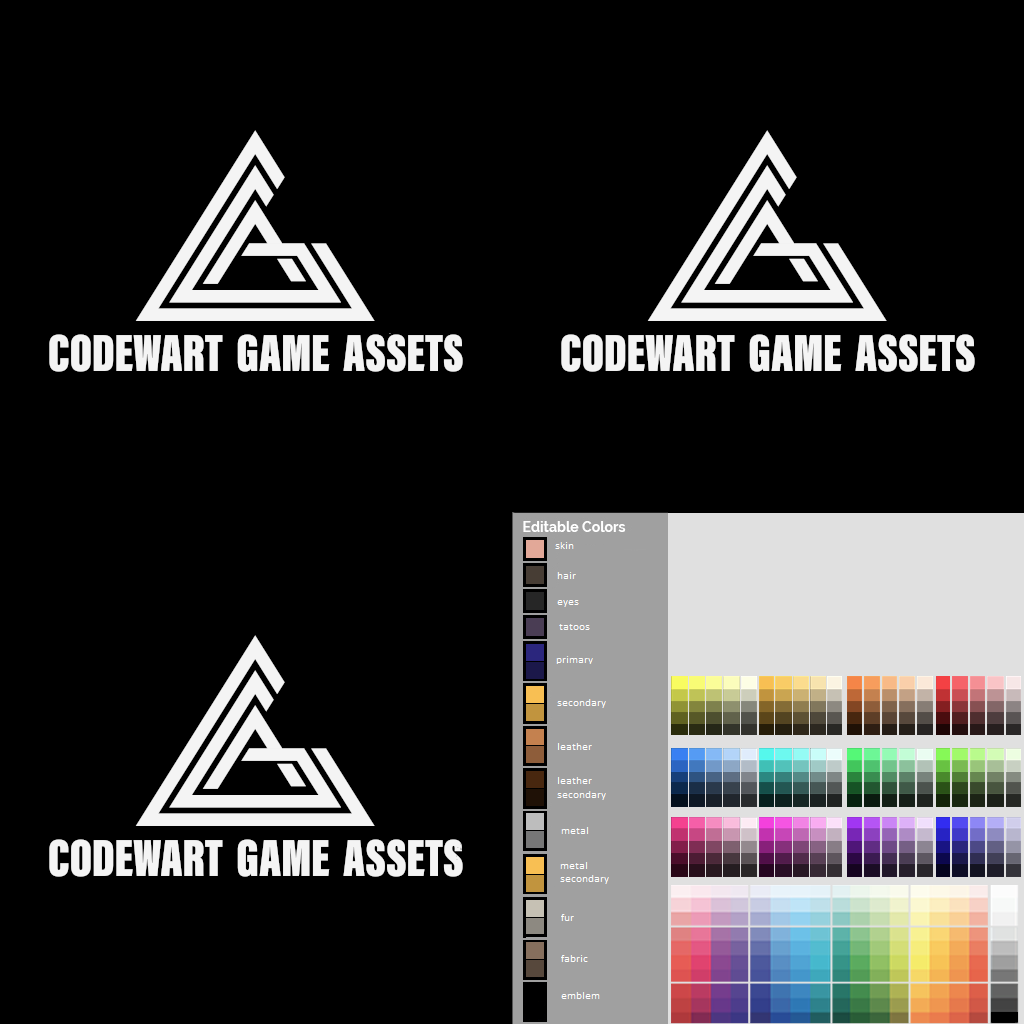 CODEWART GAME ASSETS
CODEWART GAME ASSETS
CODEWART GAME ASSETS
Editable Colors
skin
hair
eyes
tatoos
primary
secondary
leather
leather
secondary
metal
metal
secondary
fur
fabric
emblem